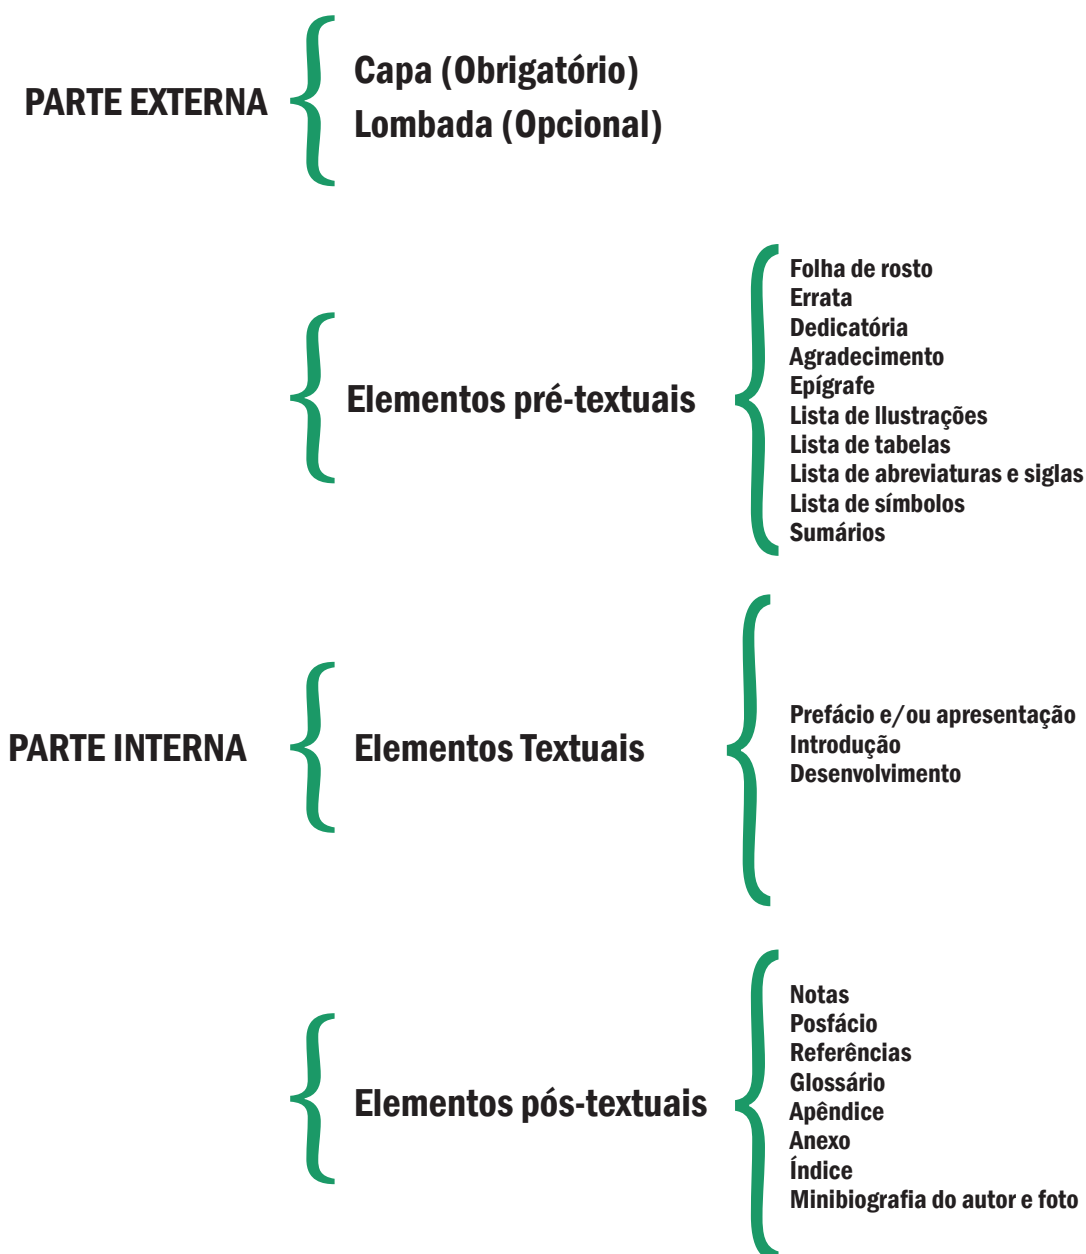 PARTE EXTERNA
Capa (Obrigatório)
Lombada (Opcional)
Elementos pré-textuais
Folha de rosto
Errata
Dedicatória
Agradecimento
Epígrafe
Lista de Ilustrações
Lista de tabelas
Lista de abreviaturas e siglas
Lista de símbolos
Sumários
PARTE INTERNA
Elementos Textuais
Prefácio e/ou apresentação
Introdução
Desenvolvimento
Elementos pós-textuais
Notas
Posfácio
Referências
Glossário
Apêndice
Anexo
Índice
Minibiografia do autor e foto